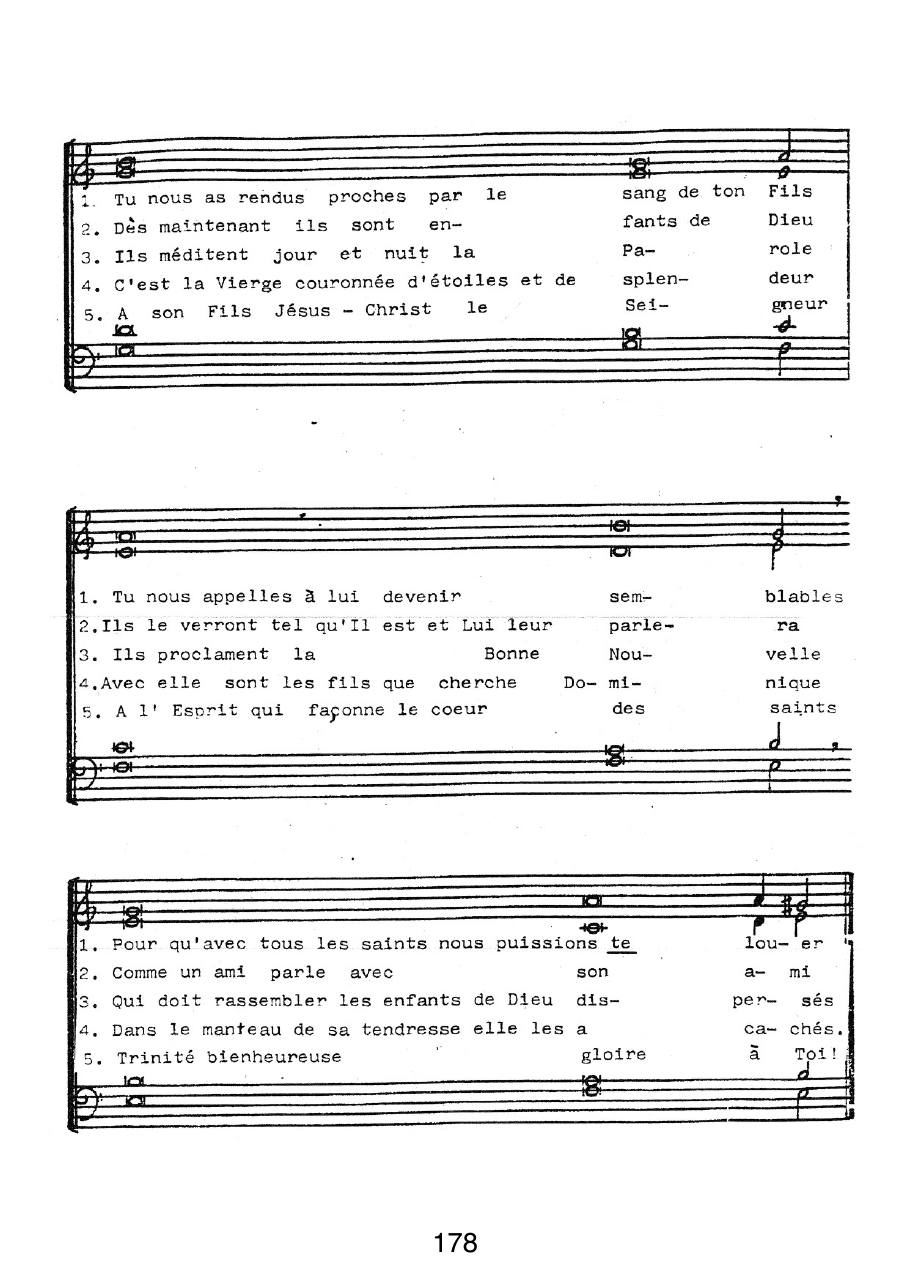 1. Tu nous as rendus proches par le sang de ton Fils
2. Dès maintenant ils sont en- fants de Dieu
3. Ils méditent jour et nuit la Pa- role
4. C'est la Vierge couronnée d'étoiles et de splen- deur
5. A son Fils Jésus - Christ le Sei- gneur
1. Tu nous appelles à lui devenir sem- blables
2.Ils le verront tel qu'Il est et Lui leur parle- ra
3. Ils proclament la Bonne Nou- velle
4.Avec elle sont les fils que cherche Do- mi- nique
5. A l' Esprit qui façonne le coeur des saints
1. Pour qu'avec tous les saints nous puissions te lou- er
2. Comme un ami parle avec son a- mi
3. Qui doit rassembler les enfants de Dieu dis- per- sés
4. Dans le manteau de sa tendresse elle les a ca- chés.
5. Trinité bienheureuse gloire à Toi!
178